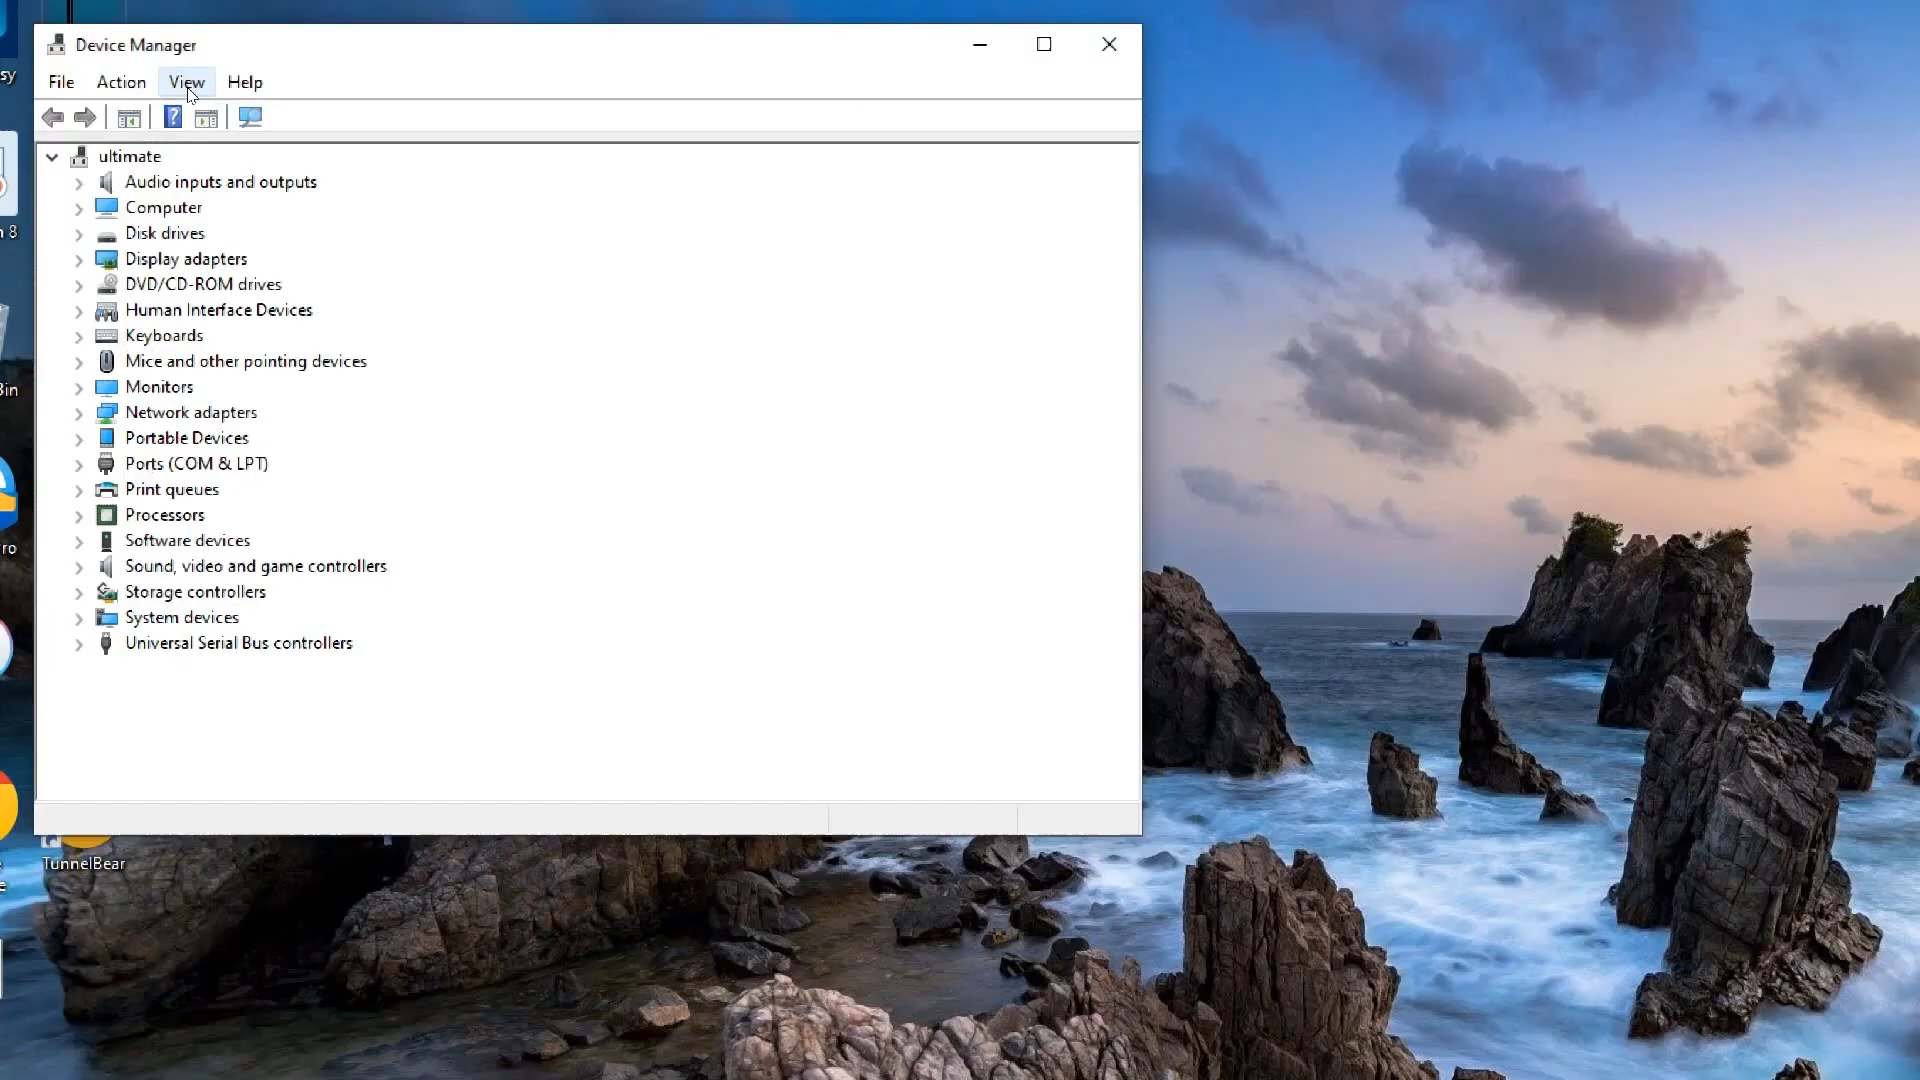 Device Manager
File Action View Help
ultimate
Audio inputs and outputs
Computer
Disk drives
Display adapters
DVD/CD-ROM drives
Human Interface Devices
Keyboards
Mice and other pointing devices
Monitors
Network adapters
Portable Devices
Ports (COM & LPT)
Print queues
Processors
Software devices
Sound, video and game controllers
Storage controllers
System devices
Universal Serial Bus controllers
TunnelBear